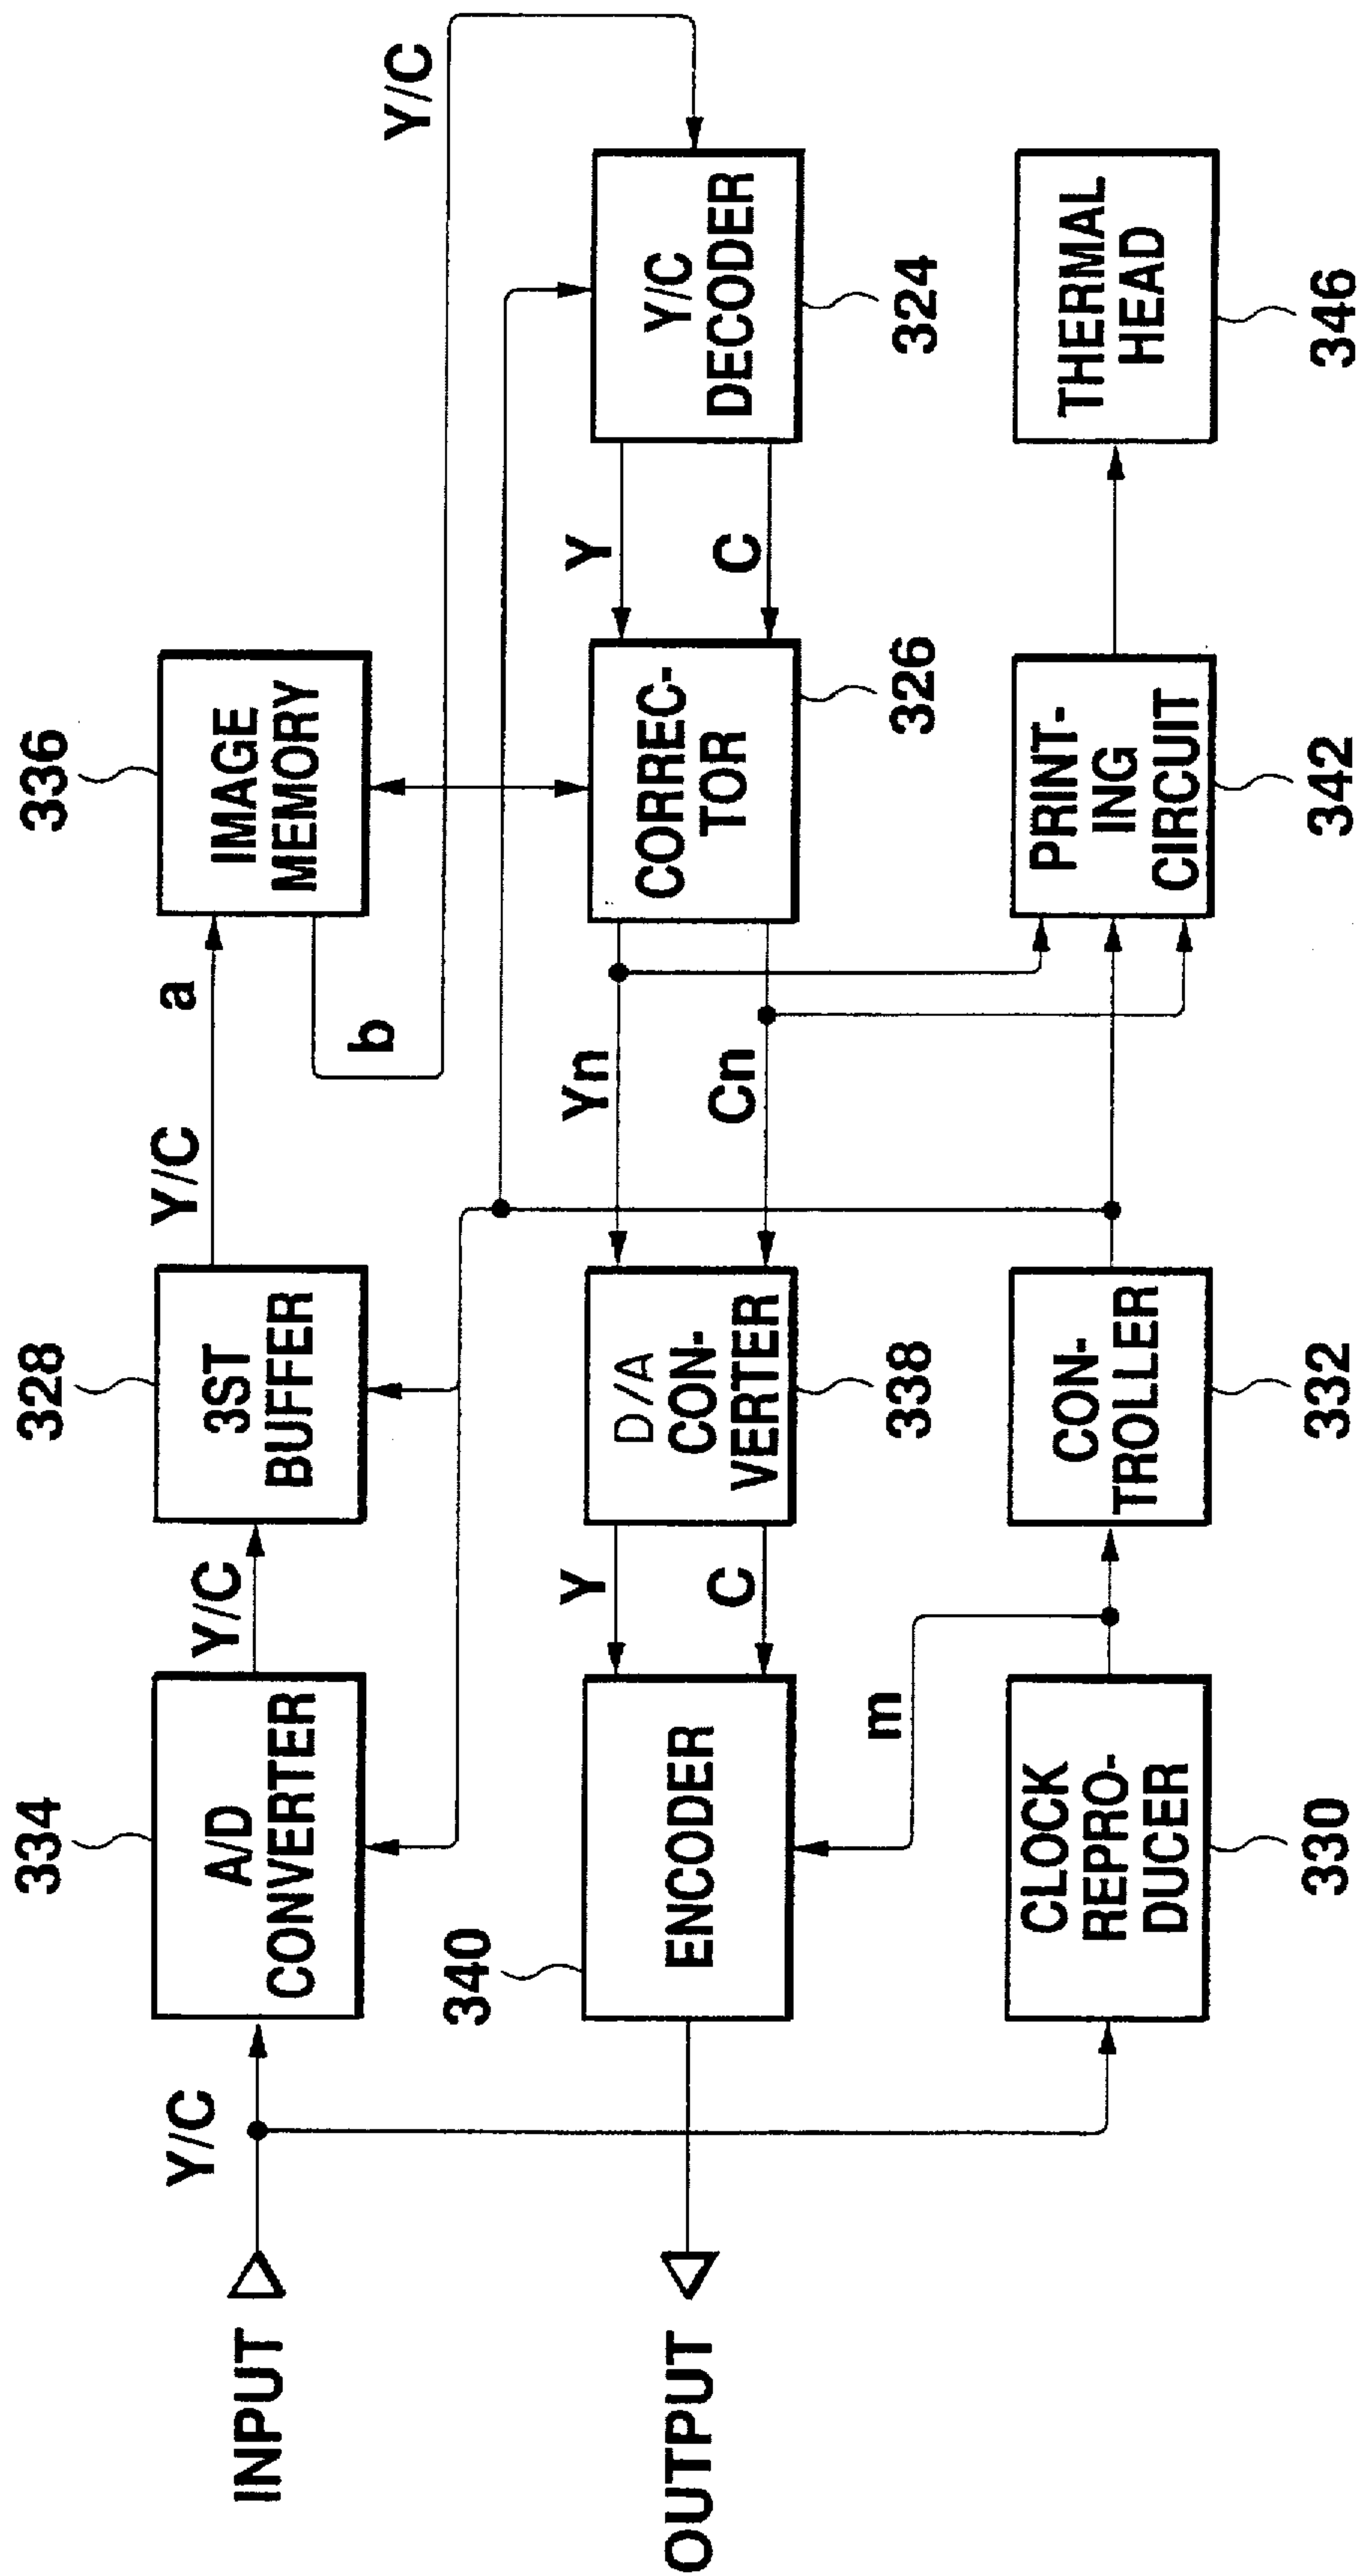 INPUT
Y/C
334
A/D
CONVERTER
Y/C
328
3ST
BUFFER
Y/C
a
336
IMAGE
MEMORY
b
Y/C
OUTPUT
340
ENCODER
Y
C
D/A
CON-
VERTER
338
Yn
Cn
CORREC-
TOR
326
Y
C
Y/C
DECODER
324
m
CLOCK
REPRO-
DUCER
330
CON-
TROLLER
332
PRINT-
ING
CIRCUIT
342
THERMAL
HEAD
346